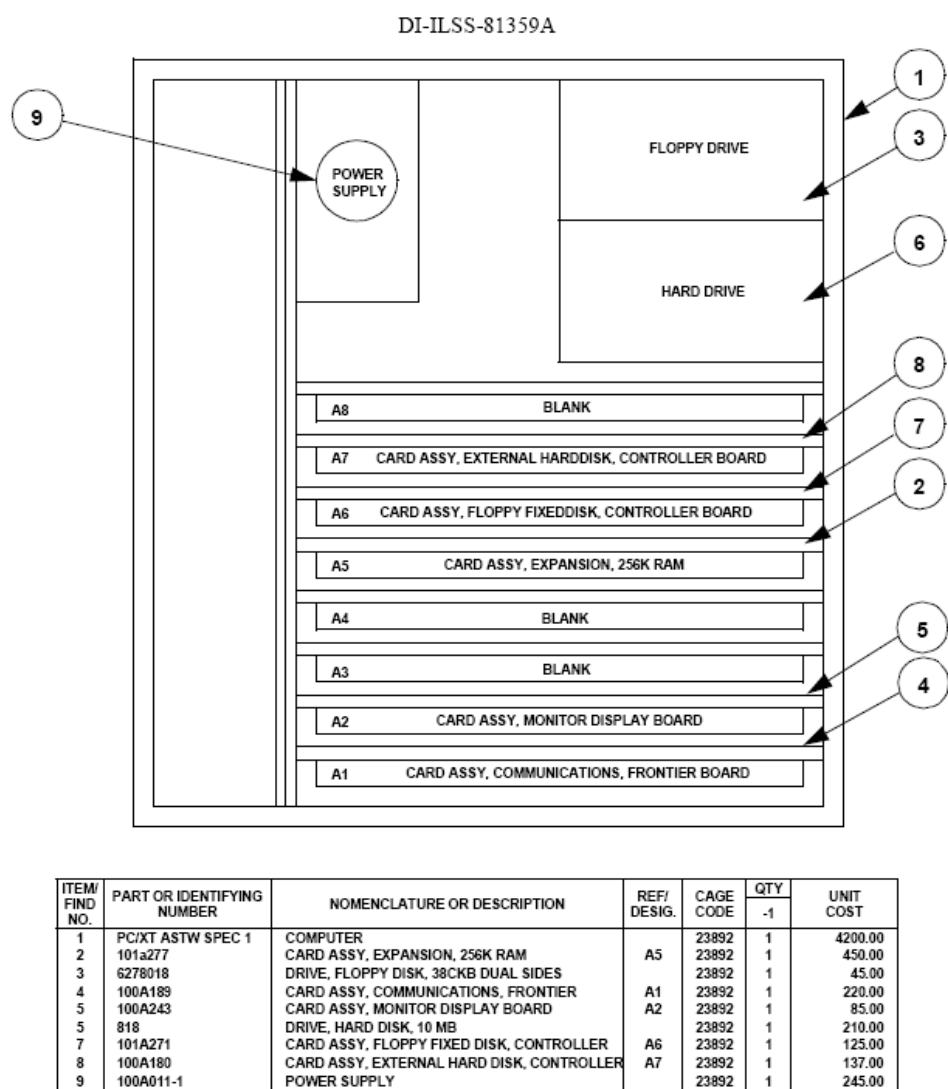 DI-ILSS-81359A
1
9
3
FLOPPY DRIVE
POWER
SUPPLY
6
HARD DRIVE
8
A8 BLANK
7
A7 CARD ASSY, EXTERNAL HARDDISK, CONTROLLER BOARD
2
A6 CARD ASSY, FLOPPY FIXEDDISK, CONTROLLER BOARD
A5 CARD ASSY, EXPANSION, 256K RAM
A4 BLANK
5
A3 BLANK
4
A2 CARD ASSY, MONITOR DISPLAY BOARD
A1 CARD ASSY, COMMUNICATIONS, FRONTIER BOARD
ITEM/ FIND NO. PART OR IDENTIFYING NUMBER NOMENCLATURE OR DESCRIPTION REF/ DESIG. CAGE CODE QTY -1 UNIT COST
1 PC/XT ASTW SPEC 1 COMPUTER 23892 1 4200.00
2 101a277 CARD ASSY, EXPANSION, 256K RAM A5 23892 1 450.00
3 6278018 DRIVE, FLOPPY DISK, 38CKB DUAL SIDES 23892 1 45.00
4 100A189 CARD ASSY, COMMUNICATIONS, FRONTIER A1 23892 1 220.00
5 100A243 CARD ASSY, MONITOR DISPLAY BOARD A2 23892 1 85.00
5 818 DRIVE, HARD DISK, 10 MB 23892 1 210.00
7 101A271 CARD ASSY, FLOPPY FIXED DISK, CONTROLLER A6 23892 1 125.00
8 100A180 CARD ASSY, EXTERNAL HARD DISK, CONTROLLER A7 23892 1 137.00
9 100A011-1 POWER SUPPLY 23892 1 245.00